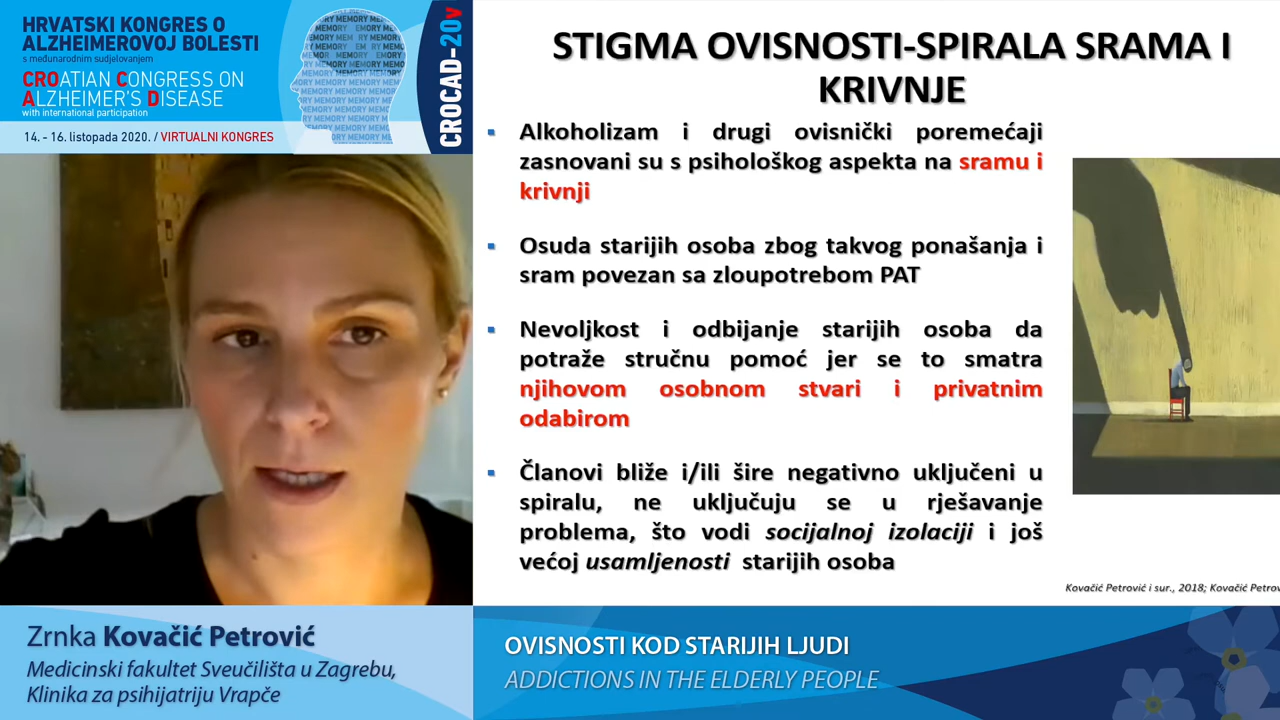 HRVATSKI KONGRES O
ALZHEIMEROVOJ BOLESTI
s međunarodnim sudjelovanjem
CROATIAN CONGRESS ON
ALZHEIMER'S DISEASE
with international participation
14. - 16. listopada 2020. / VIRTUALNI KONGRES
CROCAD-20v
STIGMA OVISNOSTI-SPIRALA SRAMA I
KRIVNJE
▪ Alkoholizam i drugi ovisnički poremećaji
zasnovani su s psihološkog aspekta na sramu i
krivnji
▪ Osuda starijih osoba zbog takvog ponašanja i
sram povezan sa zloupotrebom PAT
▪ Nevoljkost i odbijanje starijih osoba da
potraže stručnu pomoć jer se to smatra
njihovom osobnom stvari i privatnim
odabirom
▪ Članovi bliže i/ili šire negativno uključeni u
spiralu, ne uključuju se u rješavanje
problema, što vodi socijalnoj izolaciji i još
većoj usamljenosti starijih osoba
Kovačić Petrović i sur., 2018; Kovačić
Zrnka Kovačić Petrović
Medicinski fakultet Sveučilišta u Zagrebu,
Klinika za psihijatriju Vrapče
OVISNOSTI KOD STARIJIH LJUDI
ADDICTIONS IN THE ELDERLY PEOPLE